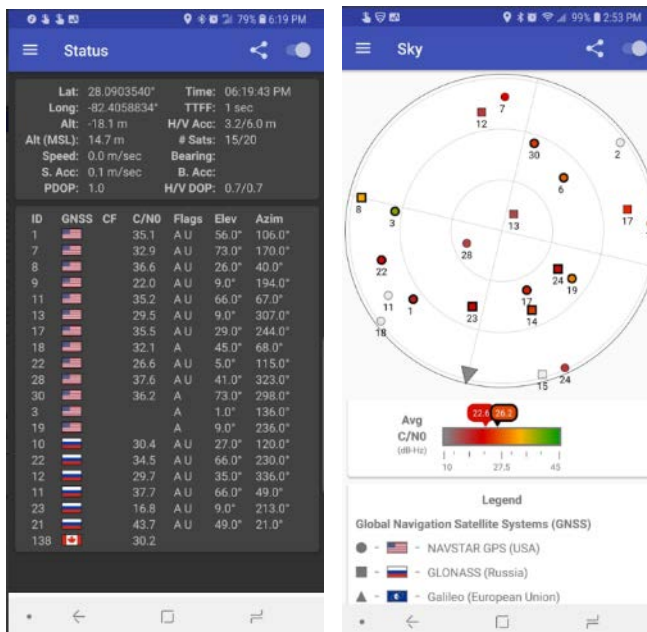 79% 6:19 PM
Status
Lat: 28.0903540° Time: 06:19:43 PM
Long: -82.4058834° TTFF: 1 sec
Alt: -18.1 m H/V Acc: 3.2/6.0 m
Alt (MSL): 14.7 m # Sats: 15/20
Speed: 0.0 m/sec Bearing:
S. Acc: 0.1 m/sec B. Acc:
PDOP: 1.0 H/V DOP: 0.7/0.7
ID GNSS CF C/N0 Flags Elev Azim
1 35.1 A U 56.0° 106.0°
7 32.9 A U 73.0° 170.0°
8 36.6 A U 26.0° 40.0°
9 22.0 A U 9.0° 194.0°
11 35.2 A U 66.0° 67.0°
13 29.5 A U 9.0° 307.0°
17 35.5 A U 29.0° 244.0°
18 32.1 A 45.0° 68.0°
22 26.6 A U 5.0° 115.0°
28 37.6 A U 41.0° 323.0°
30 36.2 A 73.0° 298.0°
3 A 1.0° 136.0°
19 A 9.0° 236.0°
10 30.4 A U 27.0° 120.0°
22 34.5 A U 66.0° 230.0°
12 29.7 A U 35.0° 336.0°
11 37.7 A U 66.0° 49.0°
23 16.8 A U 9.0° 213.0°
21 43.7 A U 49.0° 21.0°
138 30.2
99% 2:53 PM
Sky
7
12
30
2
6
8
3
13
17
28
22
24
19
11
1
17
23
14
18
15
24
22.6 26.2
Avg
C/N0
(dB-Hz)
10 27.5 45
Legend
Global Navigation Satellite Systems (GNSS)
- NAVSTAR GPS (USA)
- GLONASS (Russia)
- Galileo (European Union)